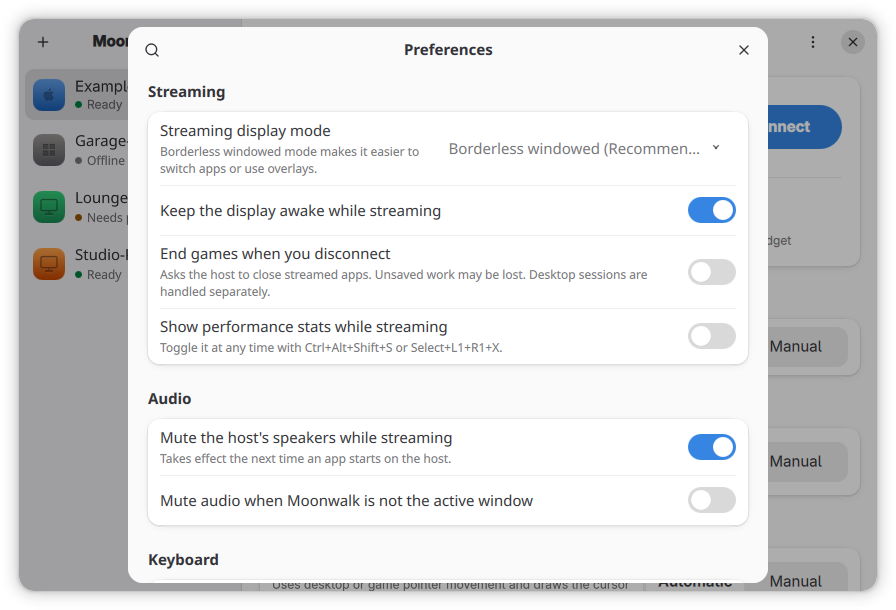 Preferences
Streaming
Streaming display mode
Borderless windowed mode makes it easier to
switch apps or use overlays.
Borderless windowed (Recommen...
Keep the display awake while streaming
End games when you disconnect
Asks the host to close streamed apps. Unsaved work may be lost. Desktop sessions are
handled separately.
Show performance stats while streaming
Toggle it at any time with Ctrl+Alt+Shift+S or Select+L1+R1+X.
Audio
Mute the host's speakers while streaming
Takes effect the next time an app starts on the host.
Mute audio when Moonwalk is not the active window
Keyboard
Ready
Garage-
Offline
Lounge
Needs
Ready
Manual
Manual
Uses desktop or game pointer movement and draws the cursor
Automatic
Manual